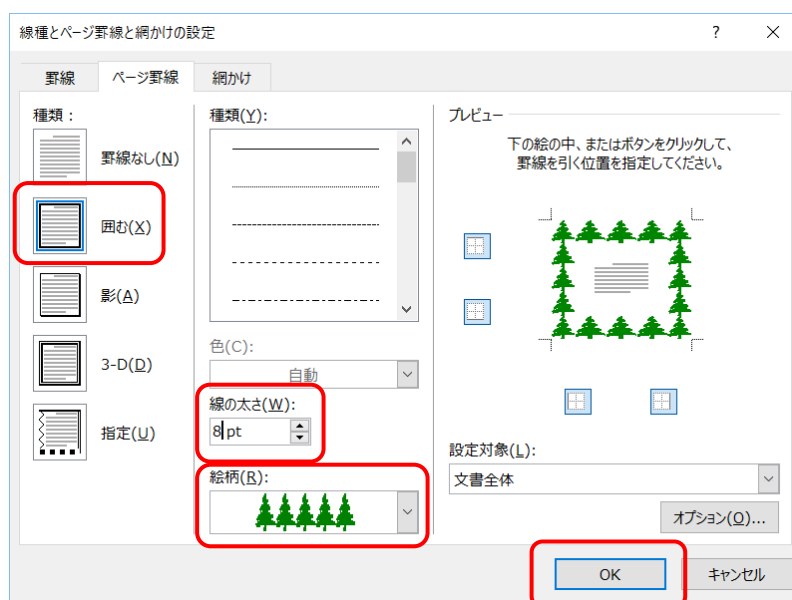 線種とページ罫線と網かけの設定
?
罫線
ページ罫線
網かけ
種類：
罫線なし(N)
囲む(X)
影(A)
3-D(D)
指定(U)
種類(Y):
色(C):
自動
線の太さ(W):
8 pt
絵柄(R):
プレビュー
下の絵の中、またはボタンをクリックして、
罫線を引く位置を指定してください。
設定対象(L):
文書全体
オプション(O)...
OK
キャンセル